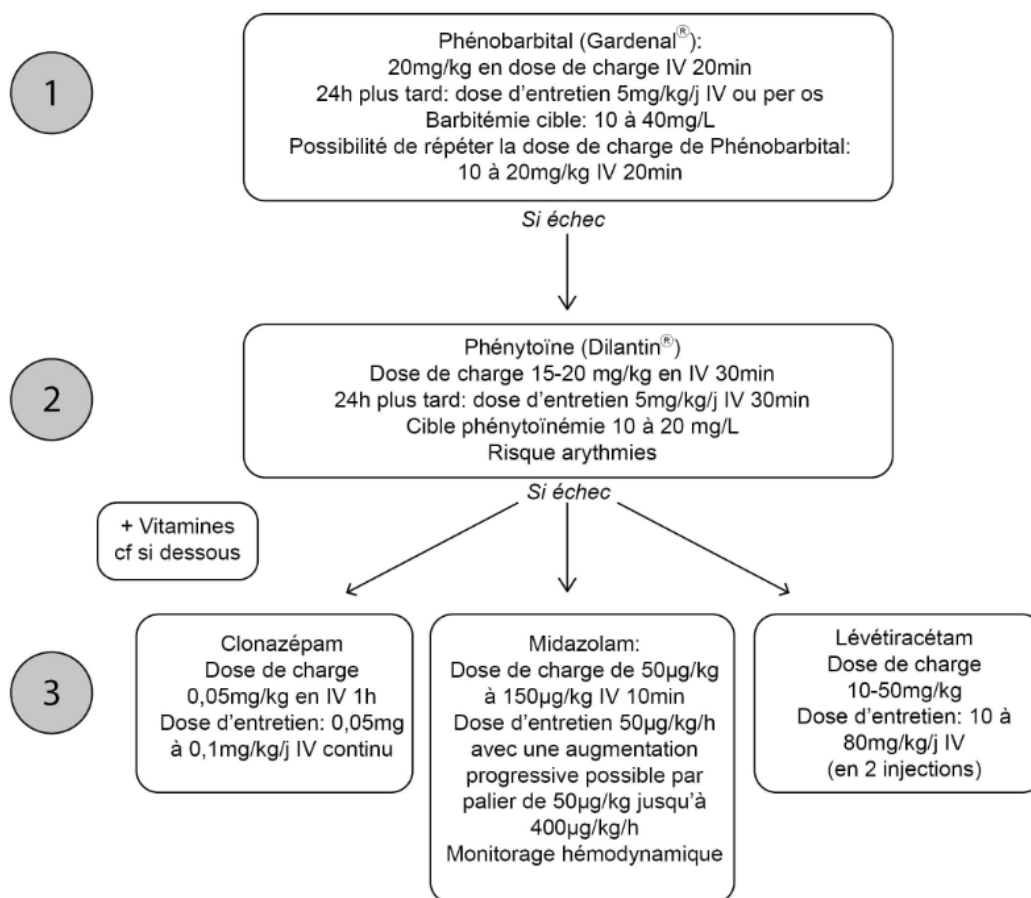 1
Phénobarbital (Gardenal®):
20mg/kg en dose de charge IV 20min
24h plus tard: dose d'entretien 5mg/kg/j IV ou per os
Barbitémie cible: 10 à 40mg/L
Possibilité de répéter la dose de charge de Phénobarbital:
10 à 20mg/kg IV 20min
Si échec
2
Phénytoïne (Dilantin®)
Dose de charge 15-20 mg/kg en IV 30min
24h plus tard: dose d'entretien 5mg/kg/j IV 30min
Cible phénytoïnémie 10 à 20 mg/L
Risque arythmies
Si échec
+ Vitamines
cf si dessous
3
Clonazépam
Dose de charge
0,05mg/kg en IV 1h
Dose d'entretien: 0,05mg
à 0,1mg/kg/j IV continu
Midazolam:
Dose de charge de 50µg/kg
à 150µg/kg IV 10min
Dose d'entretien 50µg/kg/h
avec une augmentation
progressive possible par
palier de 50µg/kg jusqu'à
400µg/kg/h
Monitorage hémodynamique
Lévétiracétam
Dose de charge
10-50mg/kg
Dose d'entretien: 10 à
80mg/kg/j IV
(en 2 injections)